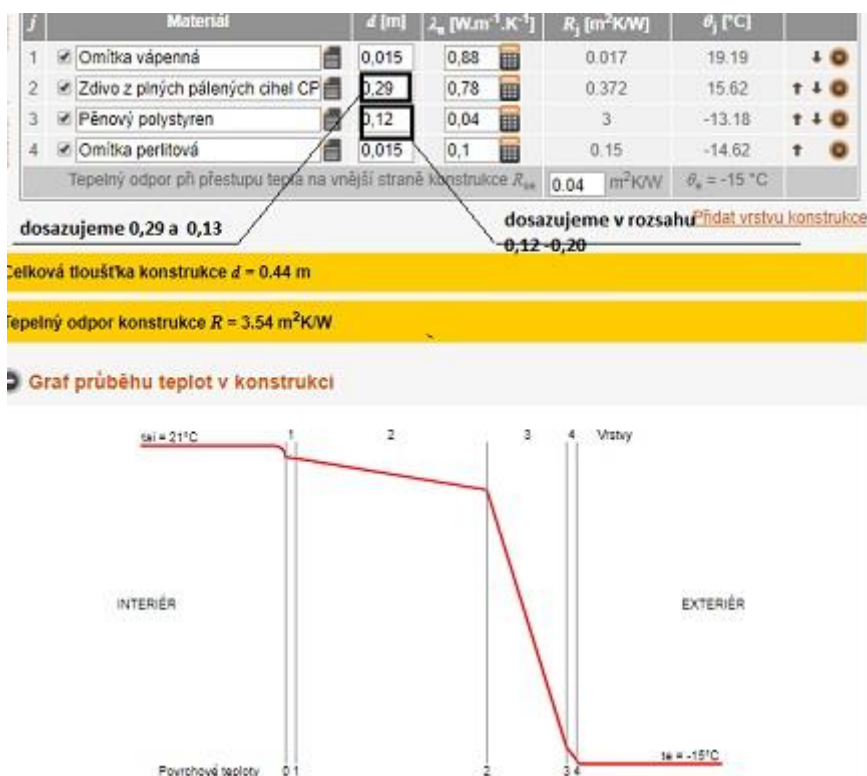 j Materiál d [m] λu [W.m-1.K-1] Rj [m2K/W] θj [°C]
1 Omítka vápenná 0,015 0,88 0.017 19.19
2 Zdivo z plných pálených cihel CP 0,29 0,78 0.372 15.62
3 Pěnový polystyren 0,12 0,04 3 -13.18
4 Omítka perlitová 0,015 0,1 0.15 -14.62
Tepelný odpor při přestupu tepla na vnější straně konstrukce Rse 0.04 m2K/W θe = -15 °C
Přidat vrstvu konstrukce
dosazujeme 0,29 a 0,13
dosazujeme v rozsahu
0,12 -0,20
Celková tloušťka konstrukce d = 0.44 m
Tepelný odpor konstrukce R = 3.54 m2K/W
Graf průběhu teplot v konstrukci
tai = 21°C 1 2 3 4 Vrstvy
INTERIÉR EXTERIÉR
te = -15°C
Povrchové teploty 0 1 2 3 4